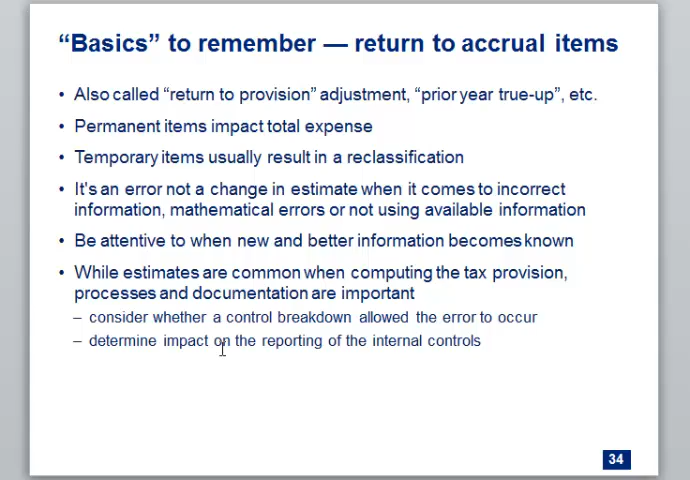 “Basics” to remember — return to accrual items
• Also called “return to provision” adjustment, “prior year true-up”, etc.
• Permanent items impact total expense
• Temporary items usually result in a reclassification
• It's an error not a change in estimate when it comes to incorrect
information, mathematical errors or not using available information
• Be attentive to when new and better information becomes known
• While estimates are common when computing the tax provision,
processes and documentation are important
– consider whether a control breakdown allowed the error to occur
– determine impact on the reporting of the internal controls
34